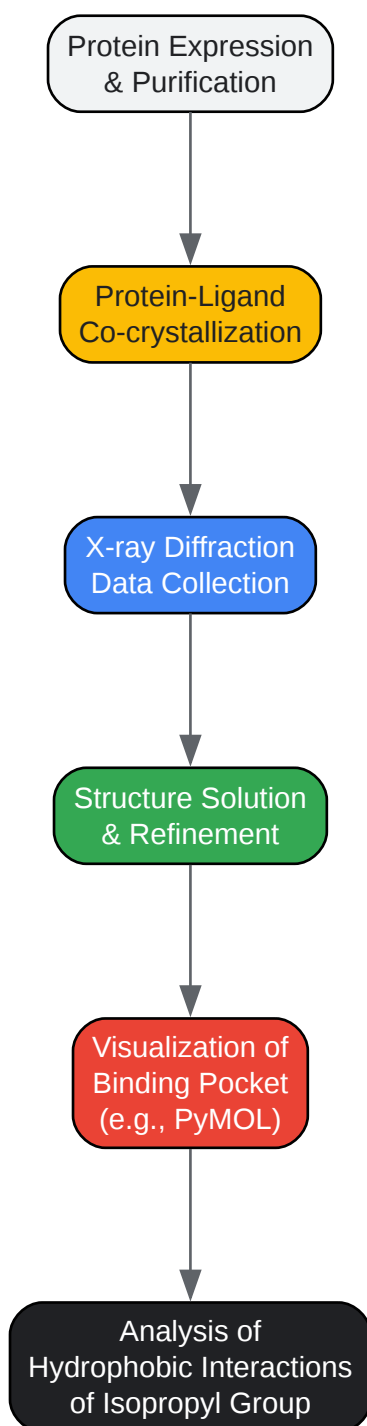 Protein Expression
& Purification
Protein-Ligand
Co-crystallization
X-ray Diffraction
Data Collection
Structure Solution
& Refinement
Visualization of
Binding Pocket
(e.g., PyMOL)
Analysis of
Hydrophobic Interactions
of Isopropyl Group